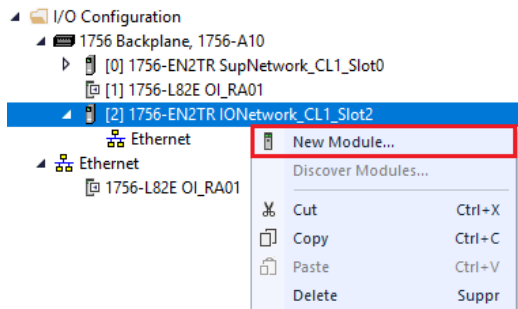 I/O Configuration
1756 Backplane, 1756-A10
[0] 1756-EN2TR SupNetwork_CL1_Slot0
[1] 1756-L82E OI_RA01
[2] 1756-EN2TR IONetwork_CL1_Slot2
Ethernet
New Module...
Ethernet
Discover Modules...
1756-L82E OI_RA01
Cut Ctrl+X
Copy Ctrl+C
Paste Ctrl+V
Delete Suppr